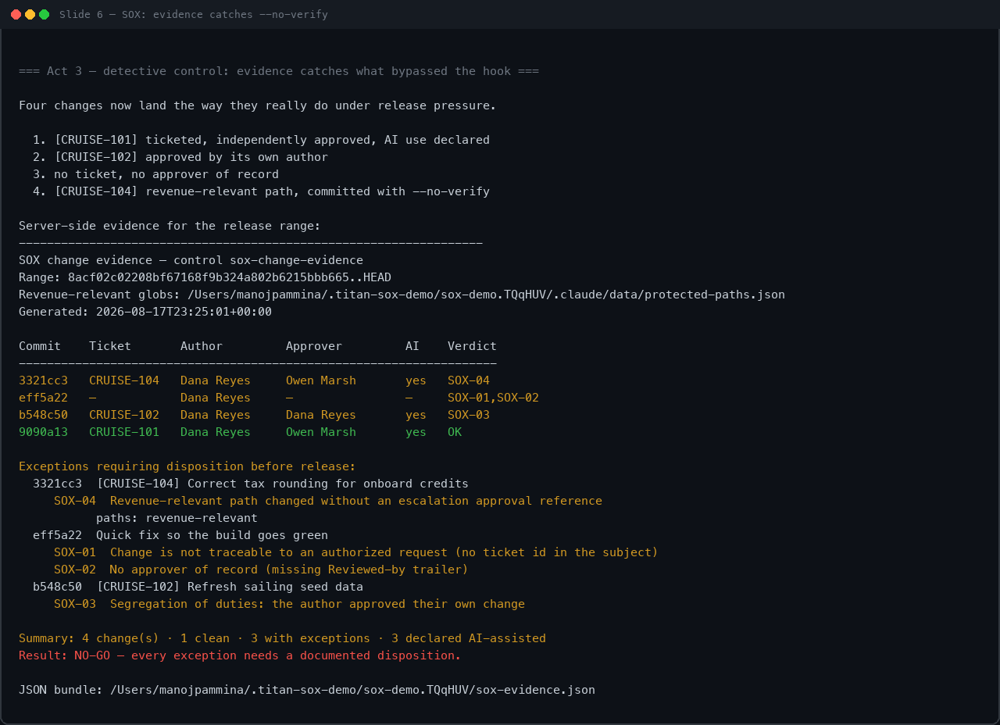 Slide 6 — SOX: evidence catches --no-verify
=== Act 3 — detective control: evidence catches what bypassed the hook ===
Four changes now land the way they really do under release pressure.
1. [CRUISE-101] ticketed, independently approved, AI use declared
2. [CRUISE-102] approved by its own author
3. no ticket, no approver of record
4. [CRUISE-104] revenue-relevant path, committed with --no-verify
Server-side evidence for the release range:
------------------------------------------------------------------
SOX change evidence — control sox-change-evidence
Range: 8acf02c02208bf67168f9b324a802b6215bbb665..HEAD
Revenue-relevant globs: /Users/manojpammina/.titan-sox-demo/sox-demo.TQqHUV/.claude/data/protected-paths.json
Generated: 2026-08-17T23:25:01+00:00
Commit    Ticket       Author         Approver         AI    Verdict
--------------------------------------------------------------------
3321cc3   CRUISE-104   Dana Reyes     Owen Marsh       yes   SOX-04
eff5a22   —            Dana Reyes     —                —     SOX-01,SOX-02
b548c50   CRUISE-102   Dana Reyes     Dana Reyes       yes   SOX-03
9090a13   CRUISE-101   Dana Reyes     Owen Marsh       yes   OK
Exceptions requiring disposition before release:
3321cc3  [CRUISE-104] Correct tax rounding for onboard credits
SOX-04  Revenue-relevant path changed without an escalation approval reference
paths: revenue-relevant
eff5a22  Quick fix so the build goes green
SOX-01  Change is not traceable to an authorized request (no ticket id in the subject)
SOX-02  No approver of record (missing Reviewed-by trailer)
b548c50  [CRUISE-102] Refresh sailing seed data
SOX-03  Segregation of duties: the author approved their own change
Summary: 4 change(s) · 1 clean · 3 with exceptions · 3 declared AI-assisted
Result: NO-GO — every exception needs a documented disposition.
JSON bundle: /Users/manojpammina/.titan-sox-demo/sox-demo.TQqHUV/sox-evidence.json